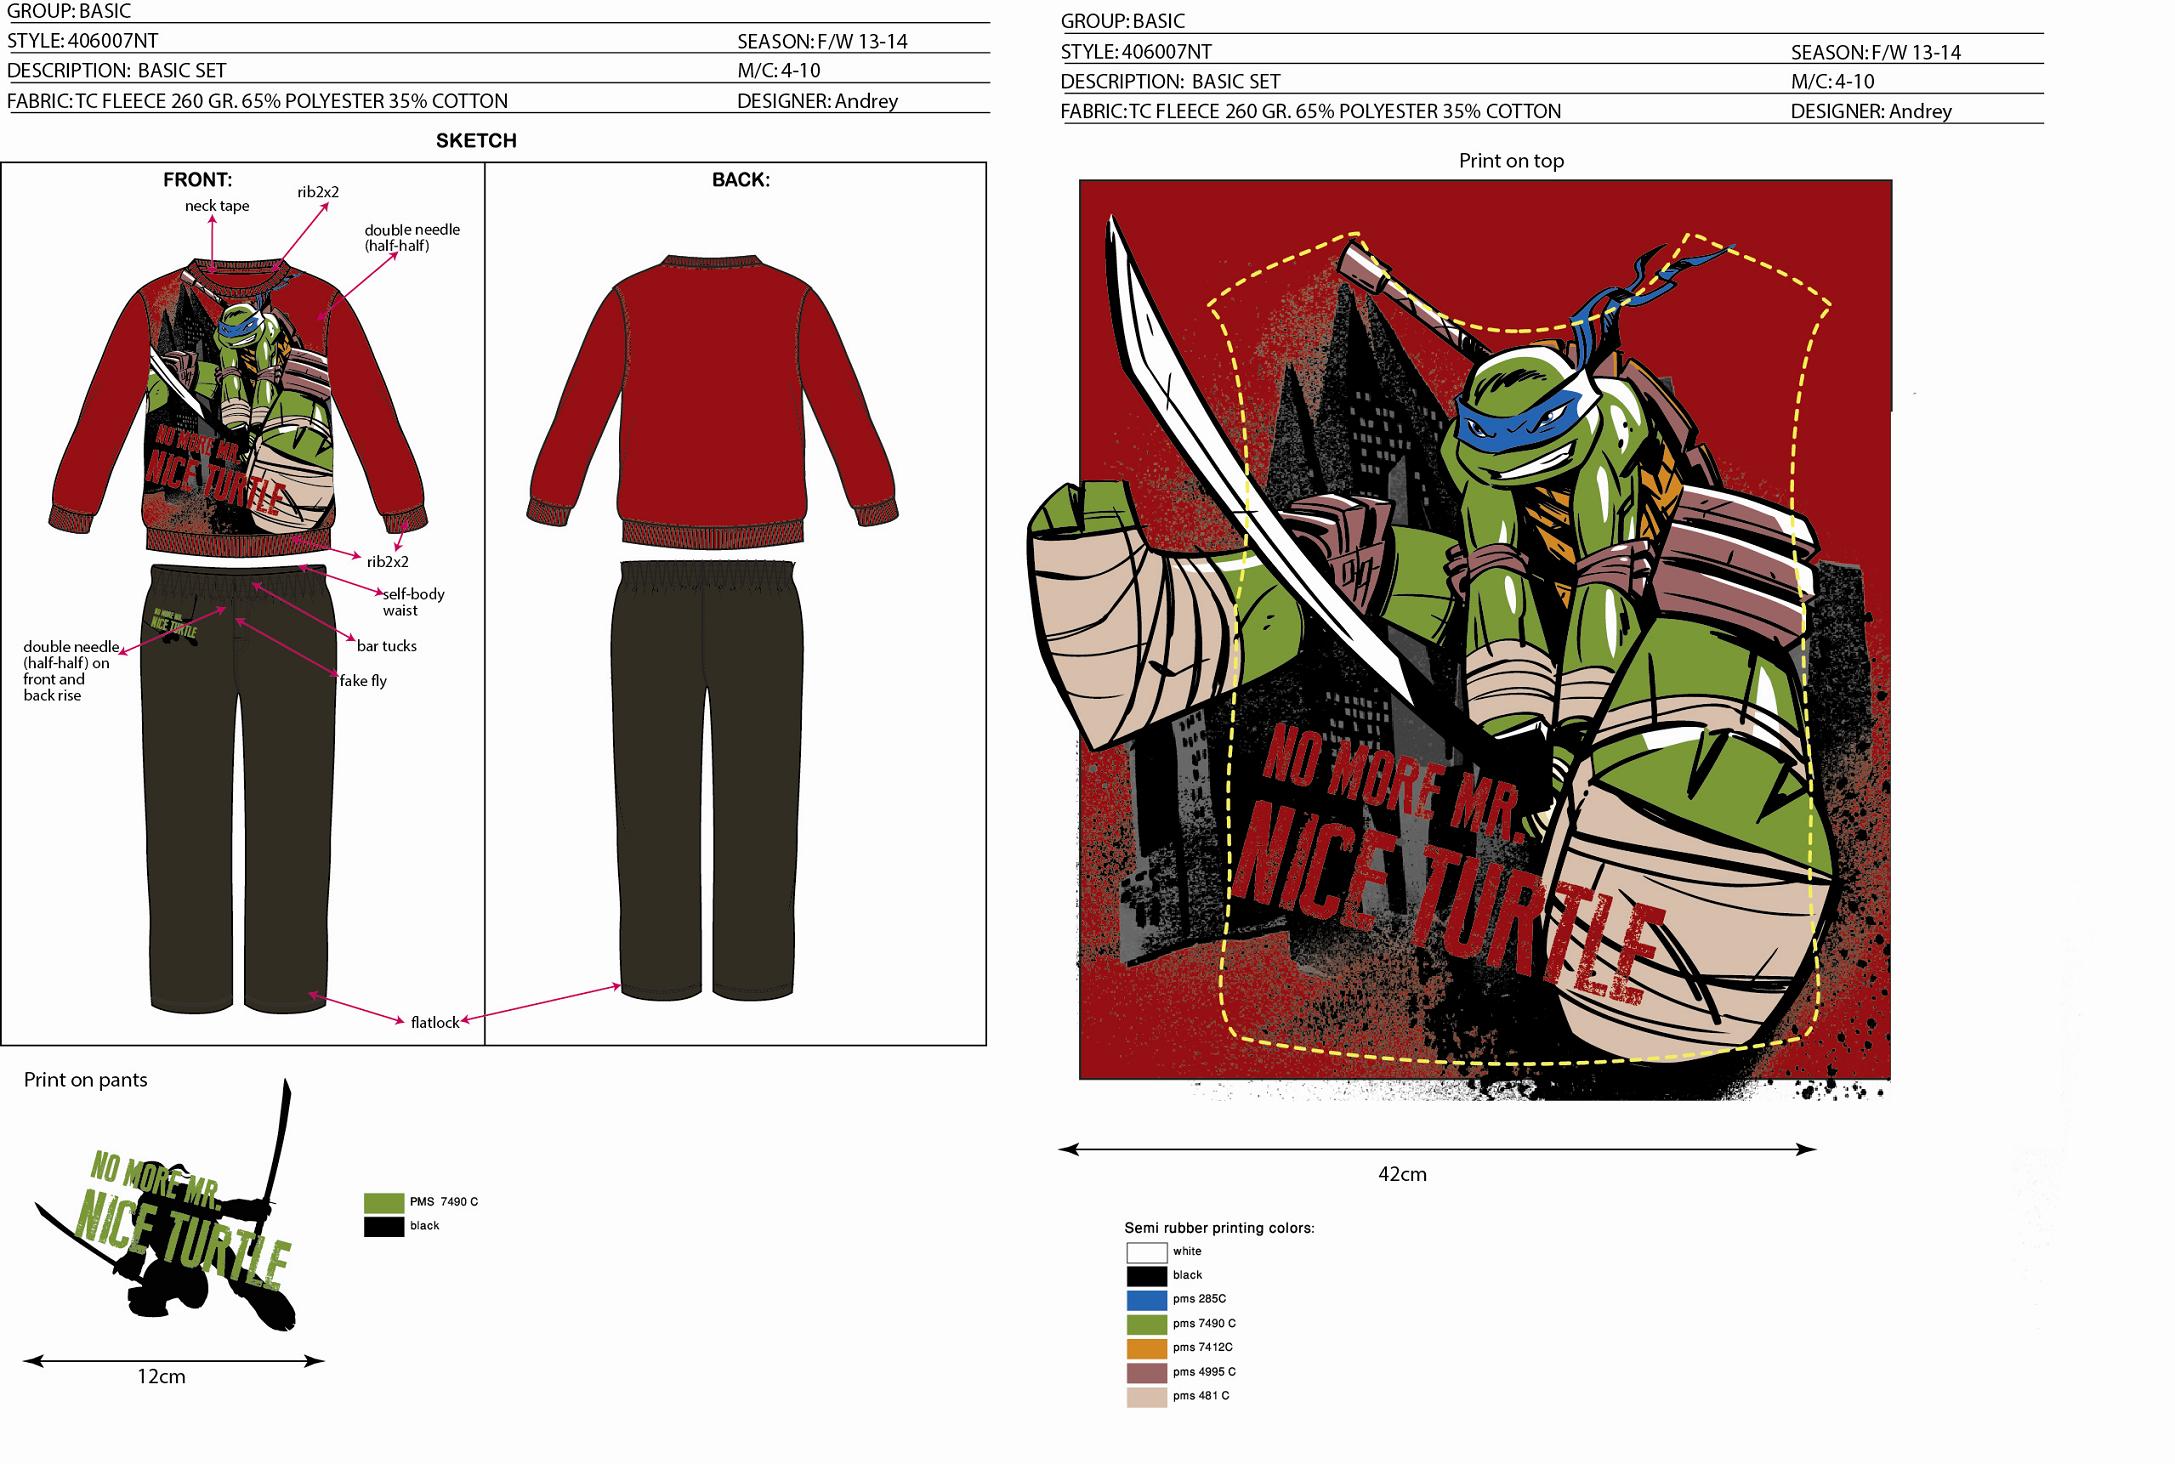 GROUP: BASIC
STYLE: 406007NT SEASON: F/W 13-14
DESCRIPTION: BASIC SET M/C: 4-10
FABRIC: TC FLEECE 260 GR. 65% POLYESTER 35% COTTON DESIGNER: Andrey
SKETCH
FRONT:
BACK:
neck tape
rib2x2
double needle
(half-half)
NO MORE MR.
NICE TURTLE
rib2x2
self-body
waist
NO MORE MR.
NICE TURTLE
bar tucks
double needle
(half-half) on
front and
back rise
fake fly
flatlock
Print on pants
NO MORE MR.
NICE TURTLE
PMS 7490 C
black
12cm
GROUP: BASIC
STYLE: 406007NT SEASON: F/W 13-14
DESCRIPTION: BASIC SET M/C: 4-10
FABRIC: TC FLEECE 260 GR. 65% POLYESTER 35% COTTON DESIGNER: Andrey
Print on top
NO MORE MR.
NICE TURTLE
42cm
Semi rubber printing colors:
white
black
pms 285C
pms 7490 C
pms 7412C
pms 4995 C
pms 481 C